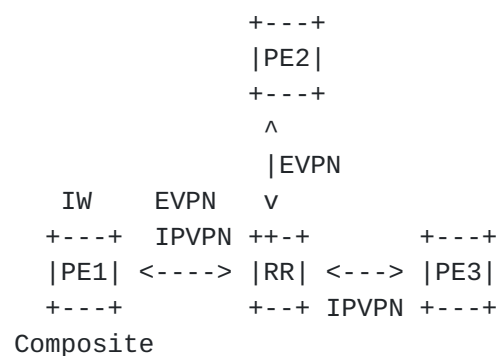 +---+
|PE2|
+---+
^
|EVPN
IW EVPN v
+---+ IPVPN ++-+ +---+
|PE1| <----> |RR| <---> |PE3|
+---+ +--+ IPVPN +---+
Composite